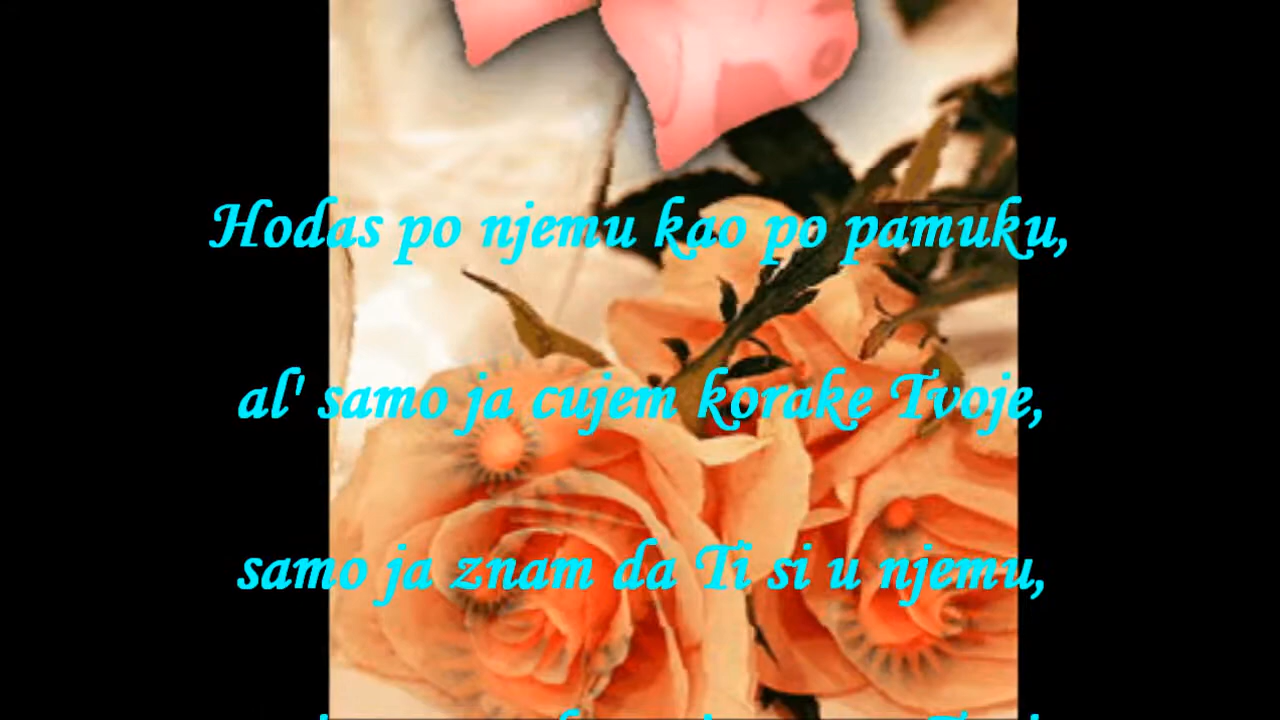 Hodas po njemu kao po pamuku,
al' samo ja cujem korake Tvoje,
samo ja znam da Ti si u njemu,